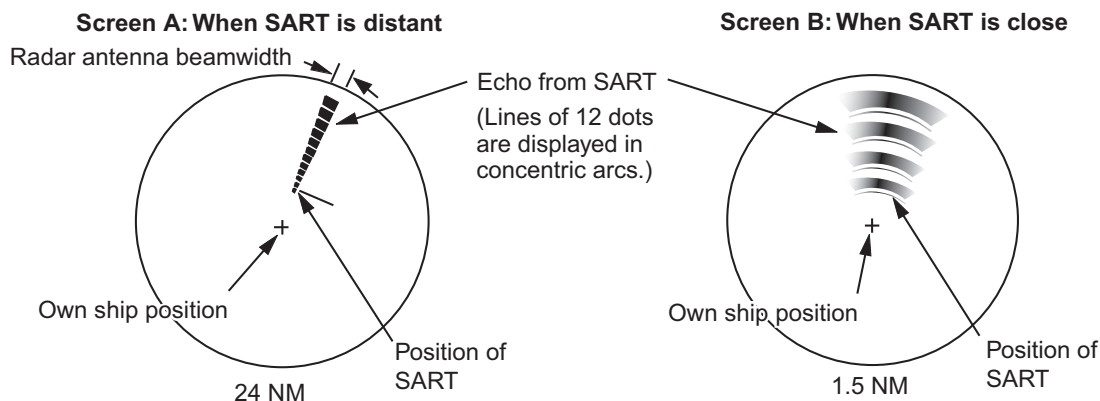 Screen A: When SART is distant
Radar antenna beamwidth
Own ship position
Position of
SART
24 NM
Echo from SART
(Lines of 12 dots
are displayed in
concentric arcs.)
Screen B: When SART is close
Own ship position
Position of
SART
1.5 NM